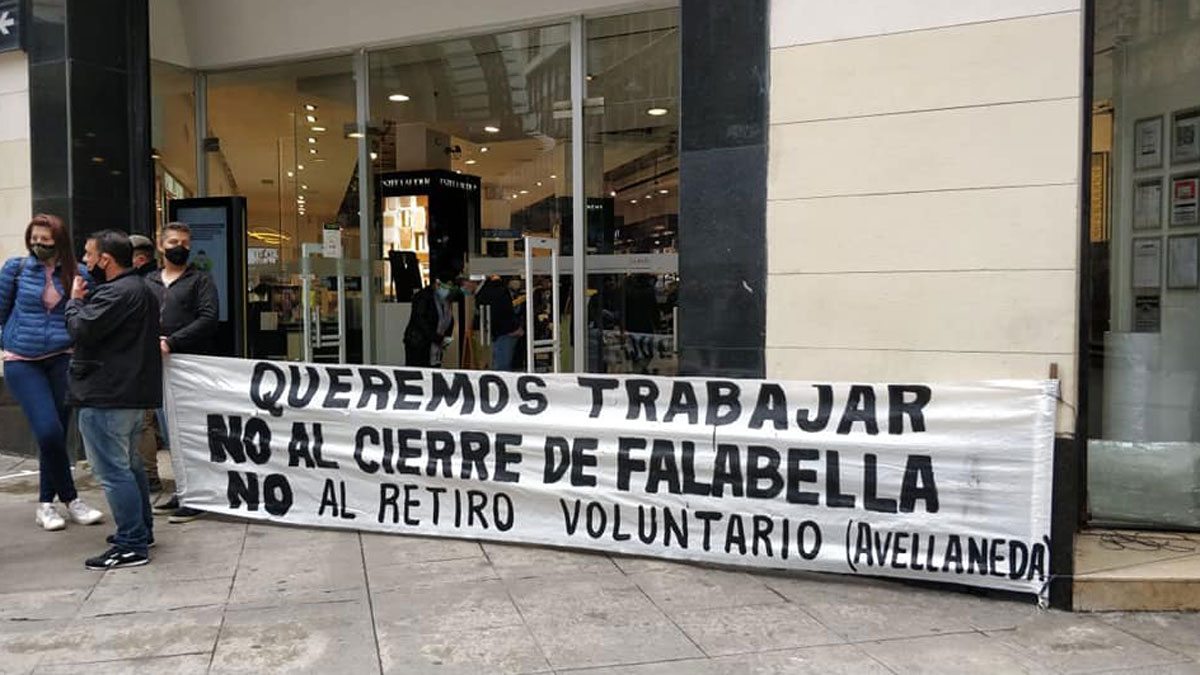 QUEREMOS TRABAJAR
NO AL CIERRE DE FALABELLA
NO AL RETIRO VOLUNTARIO (AVELLANEDA)